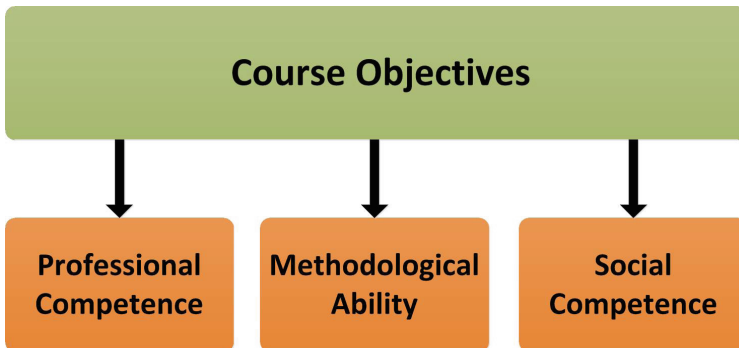 Course Objectives
Professional
Competence
Methodological
Ability
Social
Competence